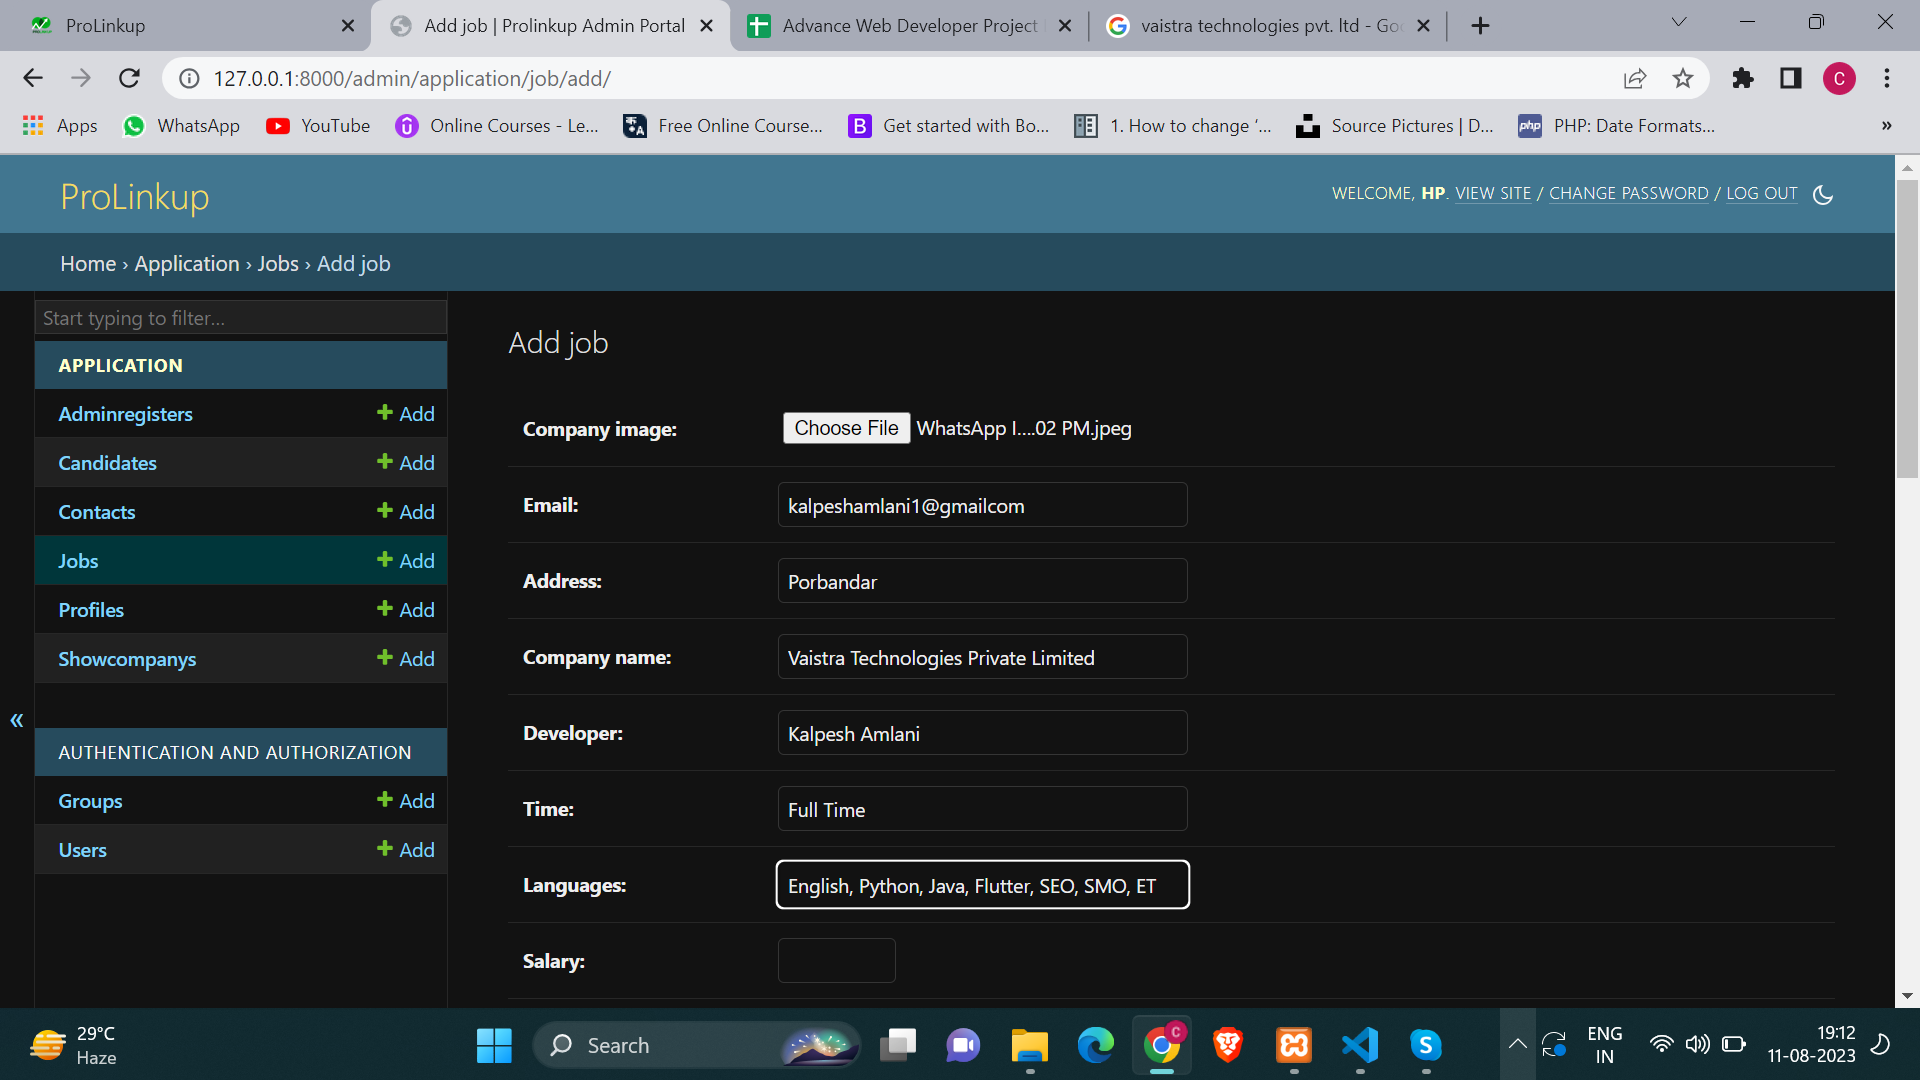 ProLinkup
Add job | Prolinkup Admin Portal
Advance Web Developer Project
vaistra technologies pvt. ltd - Goo
127.0.0.1:8000/admin/application/job/add/
C
Apps
WhatsApp
YouTube
Online Courses - Le...
Free Online Course...
B
Get started with Bo...
1. How to change ‘...
Source Pictures | D...
php
PHP: Date Formats...
»
ProLinkup
WELCOME, HP. VIEW SITE / CHANGE PASSWORD / LOG OUT
Home › Application › Jobs › Add job
Start typing to filter...
APPLICATION
Adminregisters + Add
Candidates + Add
Contacts + Add
Jobs + Add
Profiles + Add
Showcompanys + Add
«
AUTHENTICATION AND AUTHORIZATION
Groups + Add
Users + Add
Add job
Company image: Choose File WhatsApp I....02 PM.jpeg
Email: kalpeshamlani1@gmailcom
Address: Porbandar
Company name: Vaistra Technologies Private Limited
Developer: Kalpesh Amlani
Time: Full Time
Languages: English, Python, Java, Flutter, SEO, SMO, ET
Salary:
29°C
Haze
Search
C
S
ENG
IN
19:12
11-08-2023